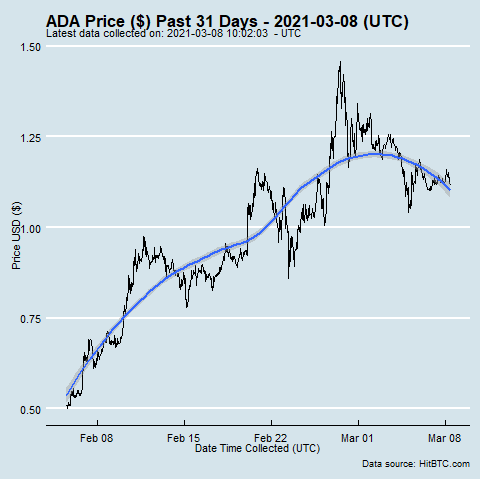 ADA Price ($) Past 31 Days - 2021-03-08 (UTC)
Latest data collected on: 2021-03-08 10:02:03 - UTC
1.50
1.25
1.00
0.75
0.50
Price USD ($)
Feb 08
Feb 15
Feb 22
Mar 01
Mar 08
Date Time Collected (UTC)
Data source: HitBTC.com